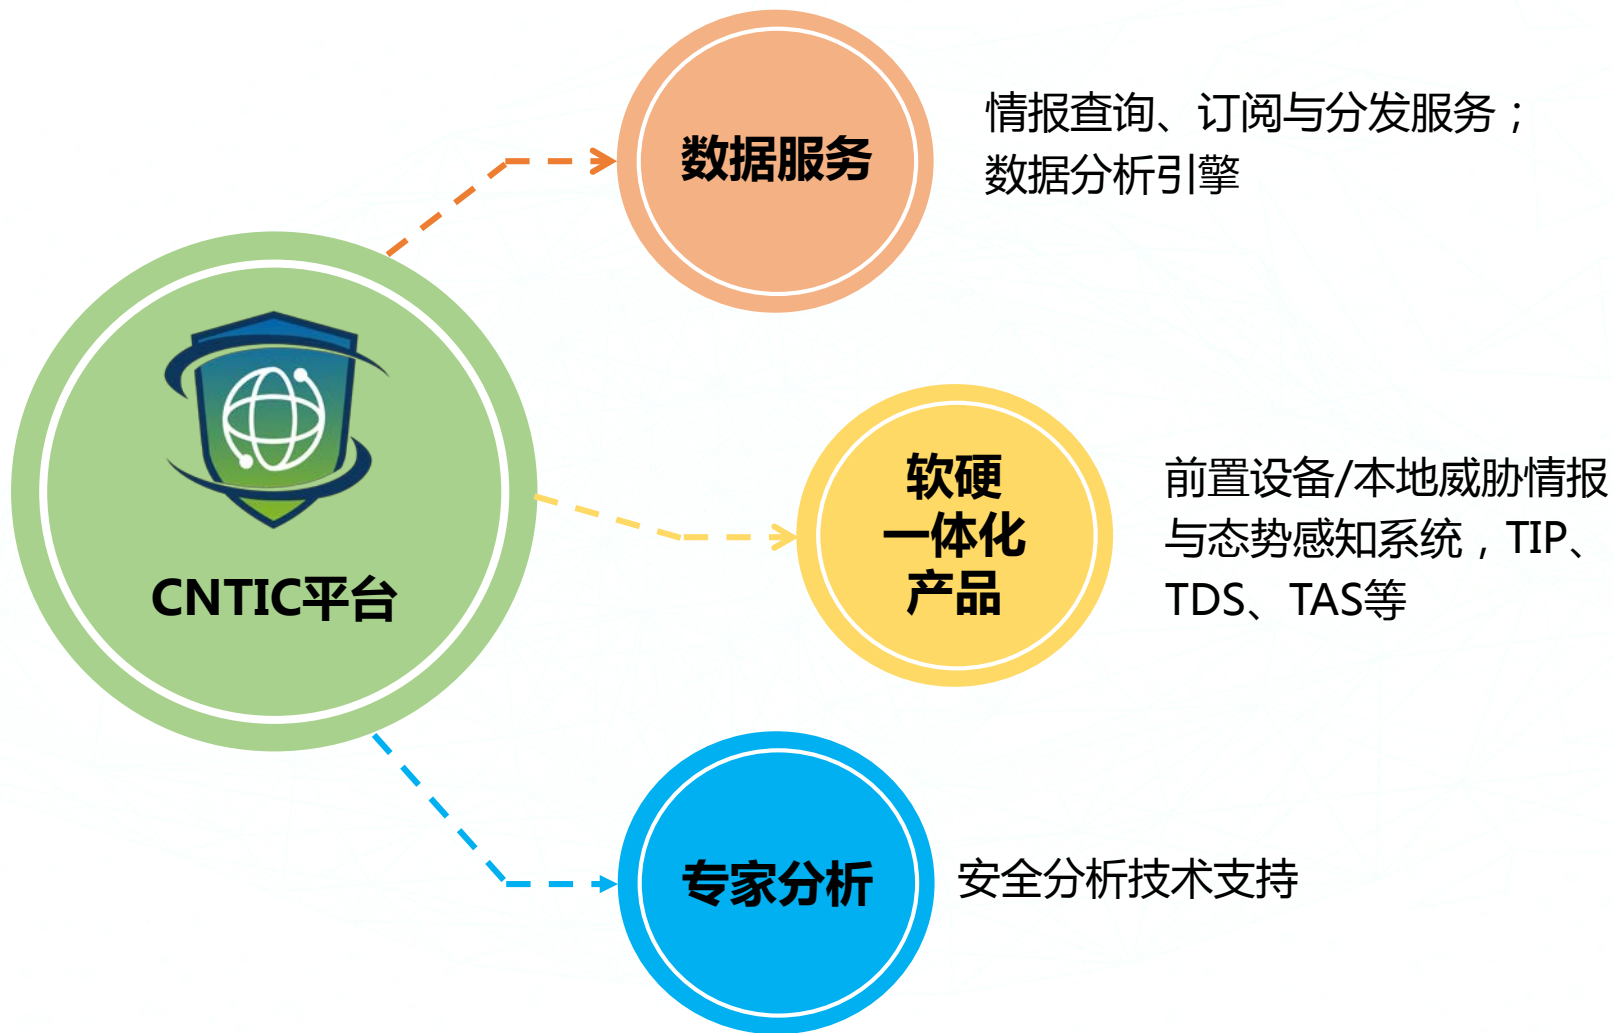 数据服务
情报查询、订阅与分发服务；
数据分析引擎
CNTIC平台
软硬
一体化
产品
前置设备/本地威胁情报
与态势感知系统，TIP、
TDS、TAS等
专家分析
安全分析技术支持